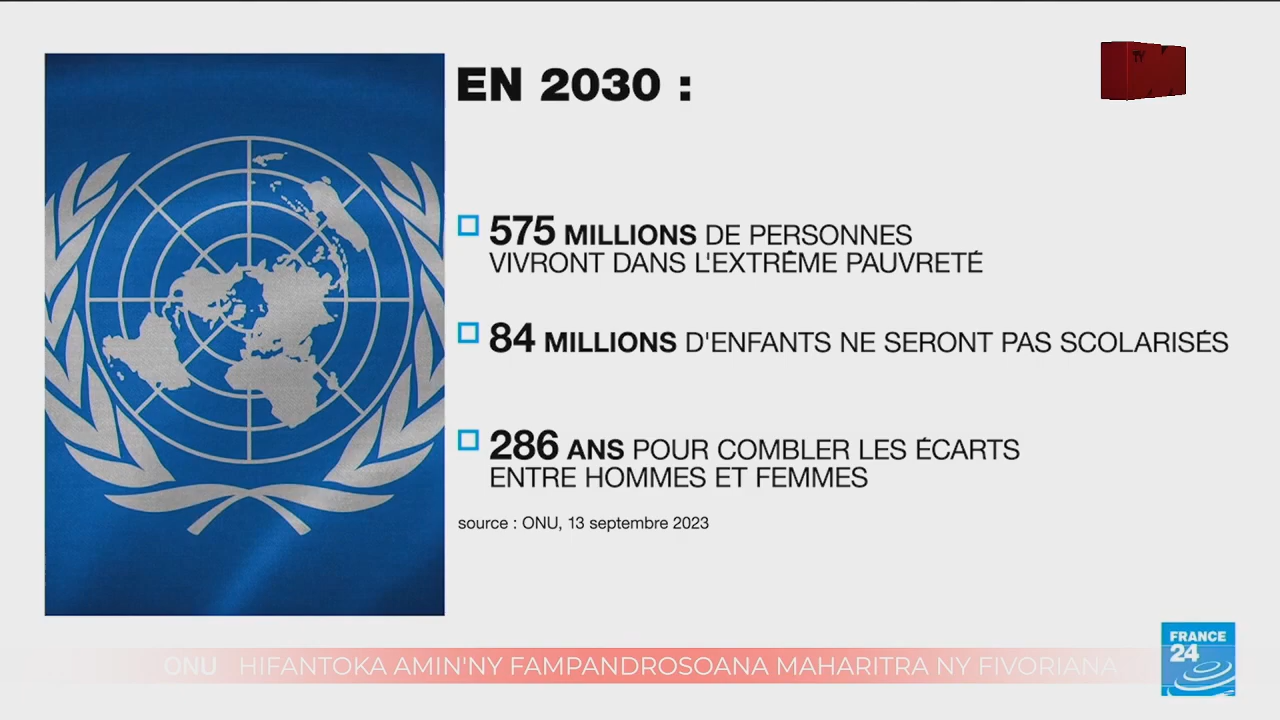 EN 2030 :
TY
575 MILLIONS DE PERSONNES
VIVRONT DANS L'EXTRÊME PAUVRETÉ
84 MILLIONS D'ENFANTS NE SERONT PAS SCOLARISÉS
286 ANS POUR COMBLER LES ÉCARTS
ENTRE HOMMES ET FEMMES
source : ONU, 13 septembre 2023
ONU HIFANTOKA AMIN'NY FAMPANDROSOANA MAHARITRA NY FIVORIANA
FRANCE
24